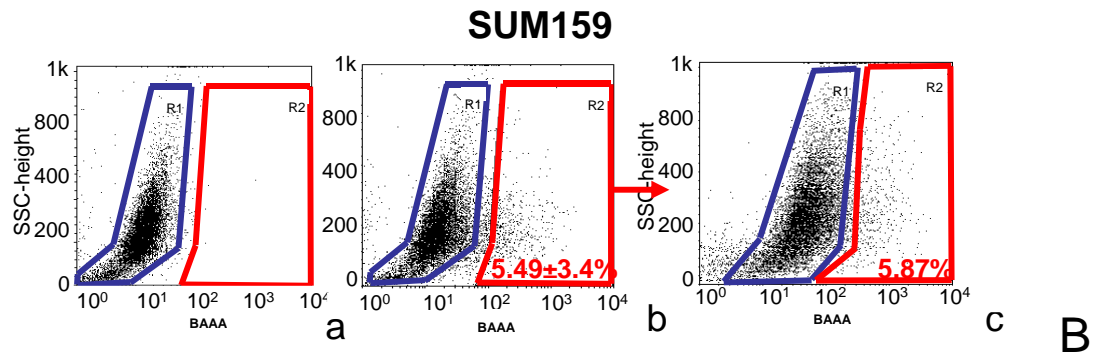 SUM159
SSC-height
1k
800
400
200
0
R1
R2
10⁰ 10¹ 10² 10³ 10⁴
BAAA
a
1k
800
400
200
0
R1
R2
5.49±3.4%
10⁰ 10¹ 10² 10³ 10⁴
BAAA
b
SSC-height
1k
800
400
200
0
R1
R2
5.87%
10⁰ 10¹ 10² 10³ 10⁴
BAAA
c
B